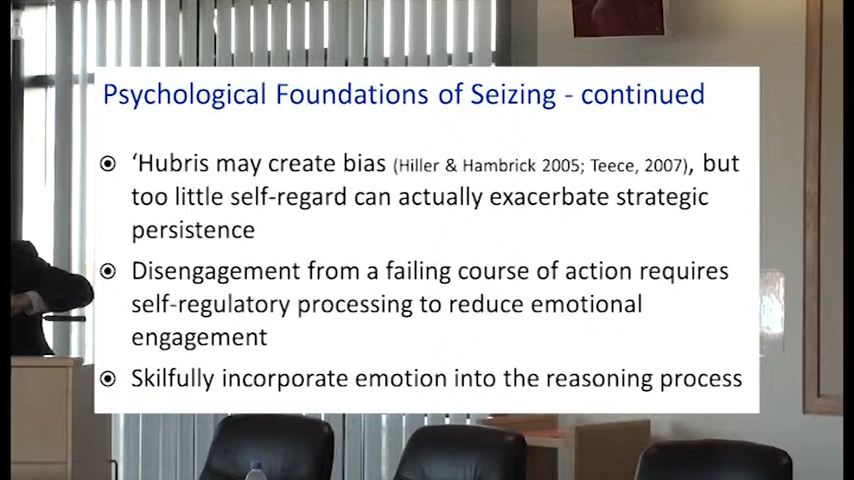 Psychological Foundations of Seizing - continued
‘Hubris may create bias (Hiller & Hambrick 2005; Teece, 2007), but
too little self-regard can actually exacerbate strategic
persistence
Disengagement from a failing course of action requires
self-regulatory processing to reduce emotional
engagement
Skilfully incorporate emotion into the reasoning process